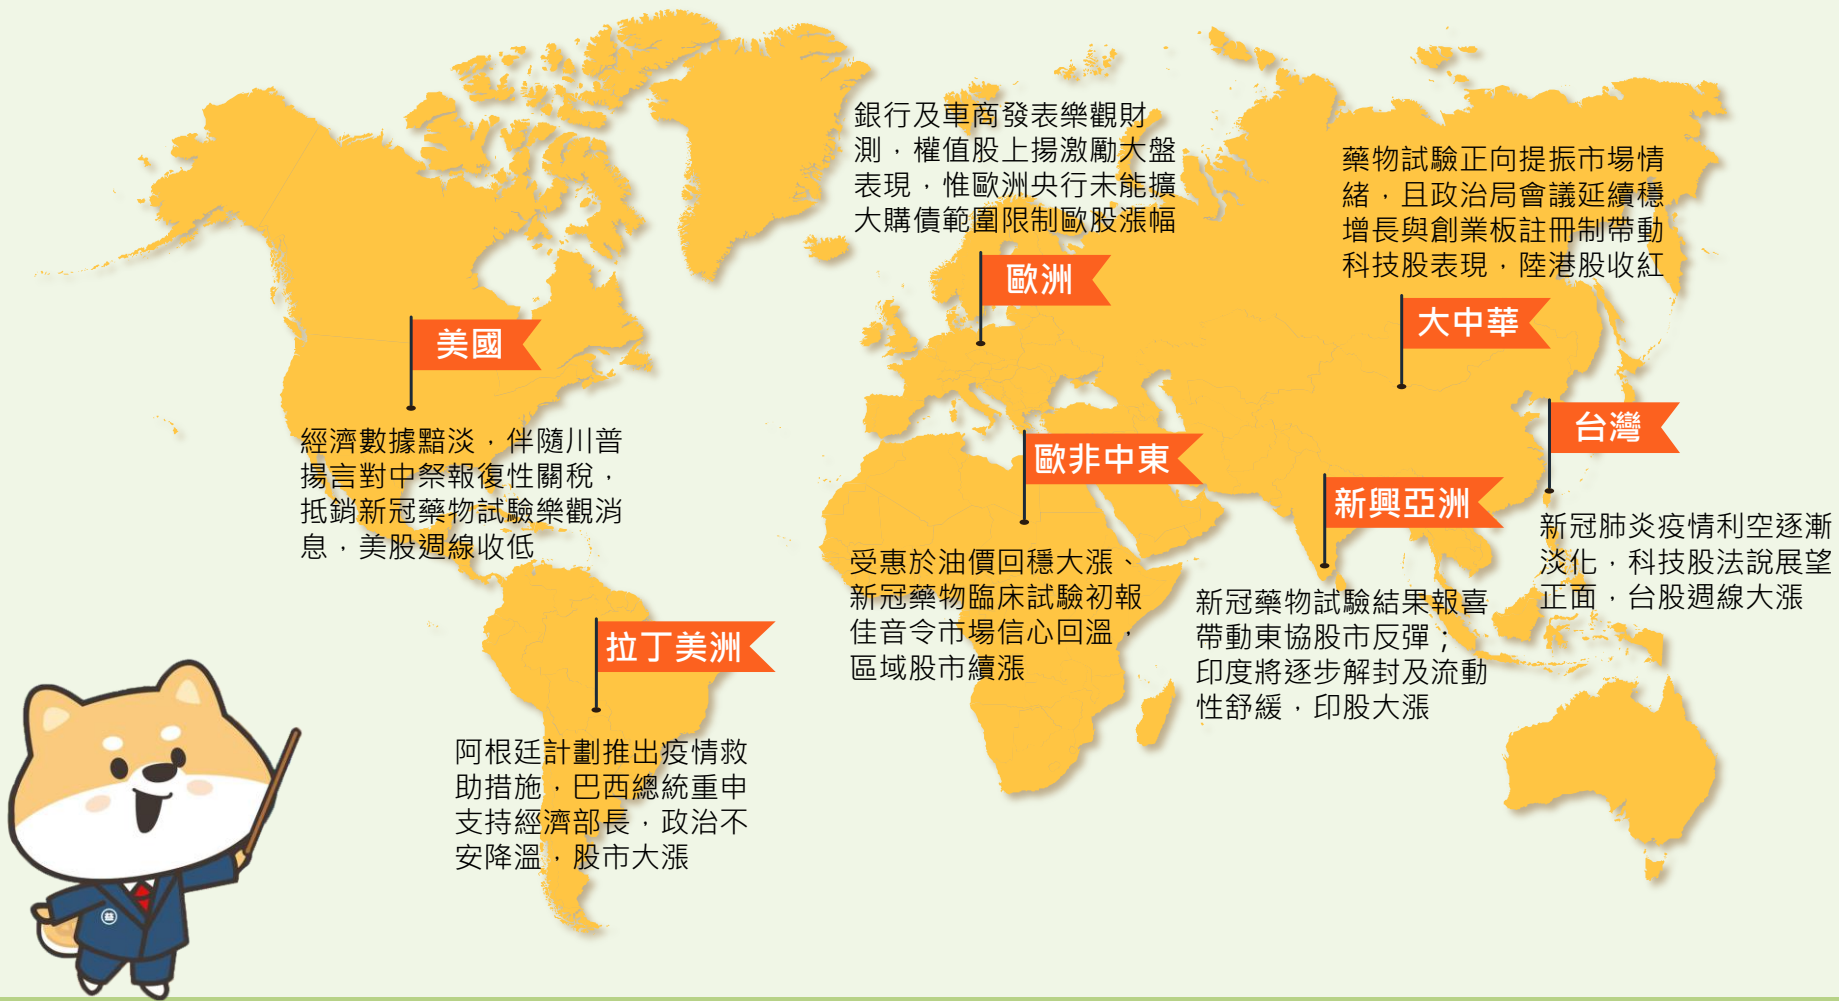 美國
經濟數據黯淡，伴隨川普
揚言對中祭報復性關稅，
抵銷新冠藥物試驗樂觀消
息，美股週線收低
拉丁美洲
阿根廷計劃推出疫情救
助措施，巴西總統重申
支持經濟部長，政治不
安降溫，股市大漲
銀行及車商發表樂觀財
測，權值股上揚激勵大盤
表現，惟歐洲央行未能擴
大購債範圍限制歐股漲幅
歐洲
歐非中東
受惠於油價回穩大漲、
新冠藥物臨床試驗初報
佳音令市場信心回溫，
區域股市續漲
藥物試驗正向提振市場情
緒，且政治局會議延續穩
增長與創業板註冊制帶動
科技股表現，陸港股收紅
大中華
新興亞洲
新冠藥物試驗結果報喜
帶動東協股市反彈；
印度將逐步解封及流動
性舒緩，印股大漲
台灣
新冠肺炎疫情利空逐漸
淡化，科技股法說展望
正面，台股週線大漲